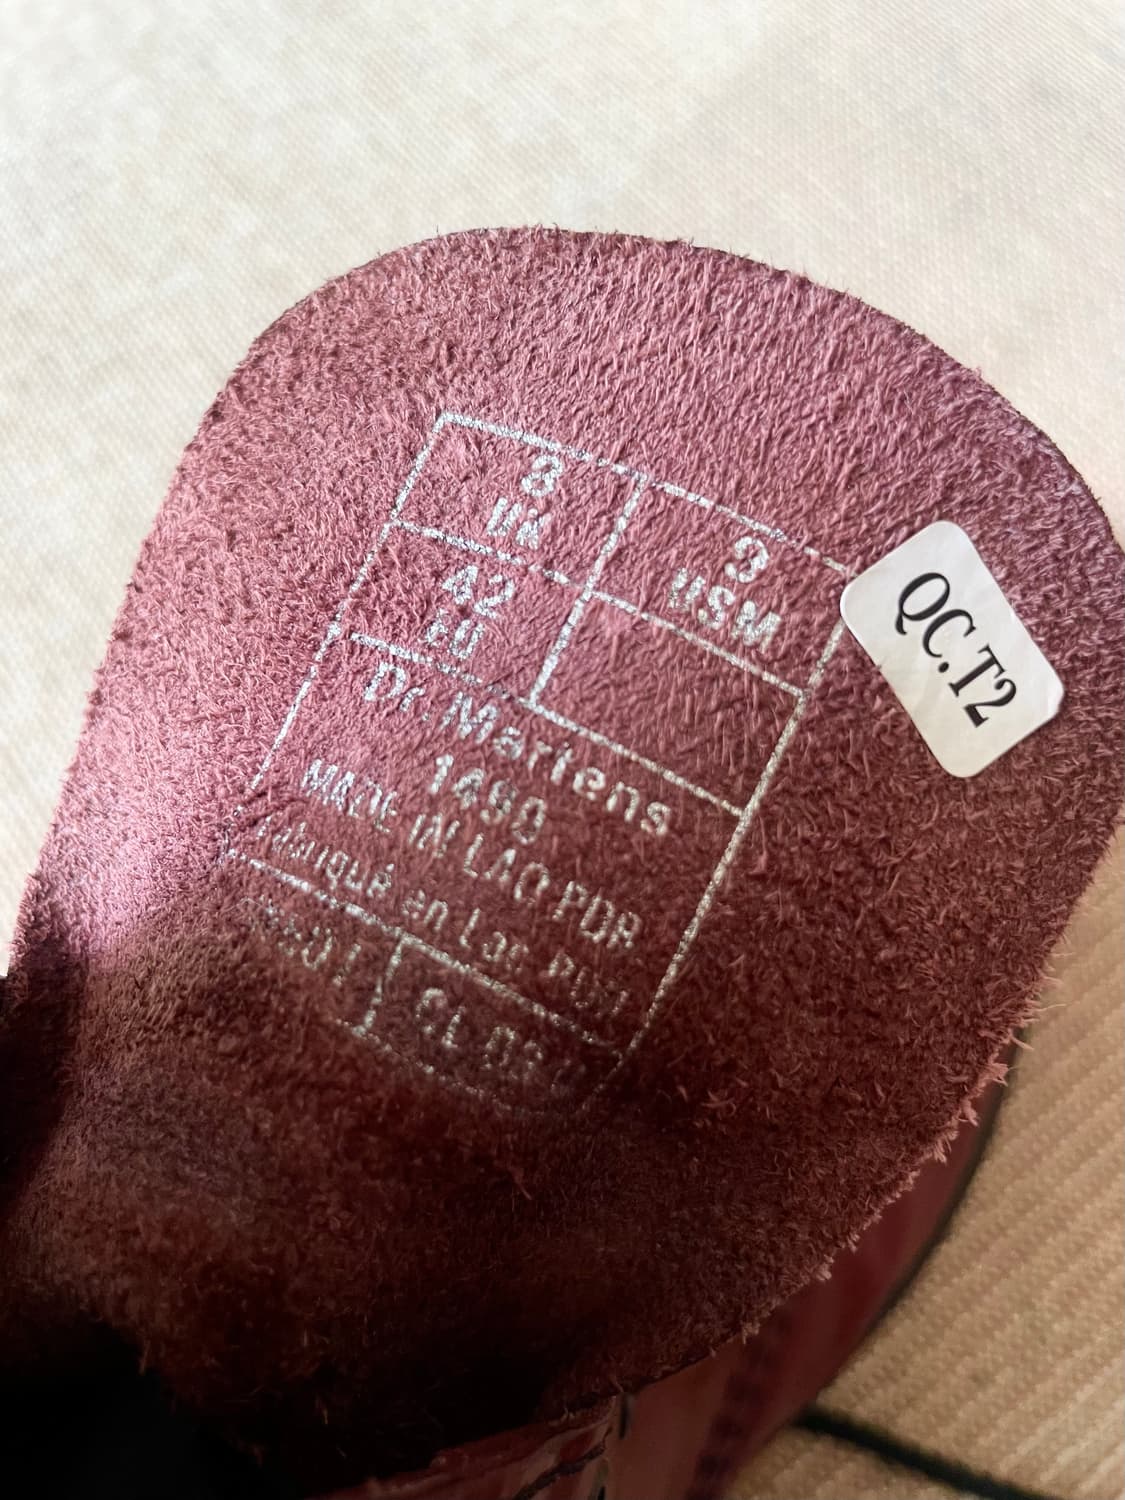 8
UK
9
USM
42
EU
Dr. Martens
1490
MADE IN LAO PDR
Fabriqué en Lao PDR
QC.T2